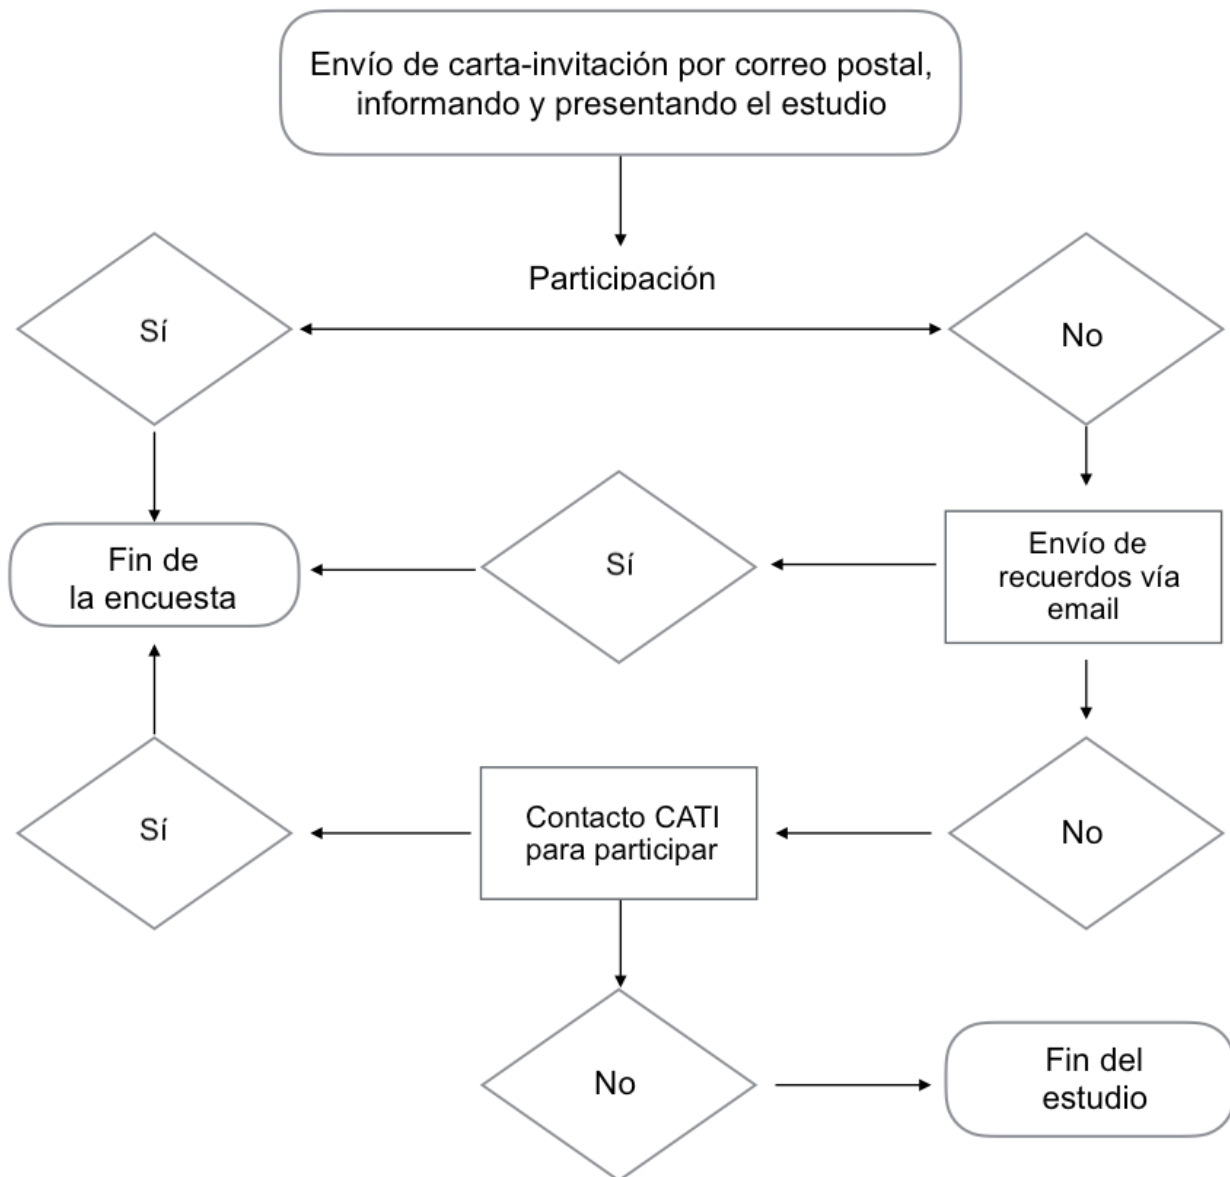 Envío de carta-invitación por correo postal,
informando y presentando el estudio
Participación
Sí
No
Fin de
la encuesta
Sí
Envío de
recuerdos vía
email
Sí
Contacto CATI
para participar
No
No
Fin del
estudio